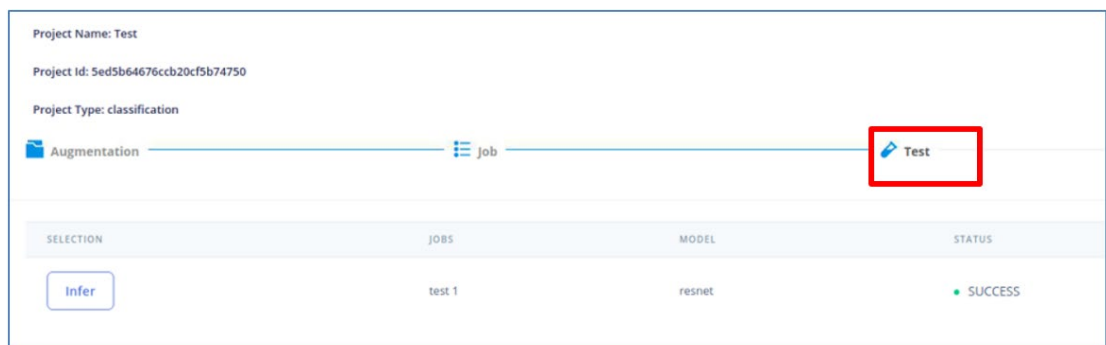 Project Name: Test
Project Id: 5ed5b64676ccb20cf5b74750
Project Type: classification
Augmentation Job Test
SELECTION JOBS MODEL STATUS
Infer test 1 resnet SUCCESS